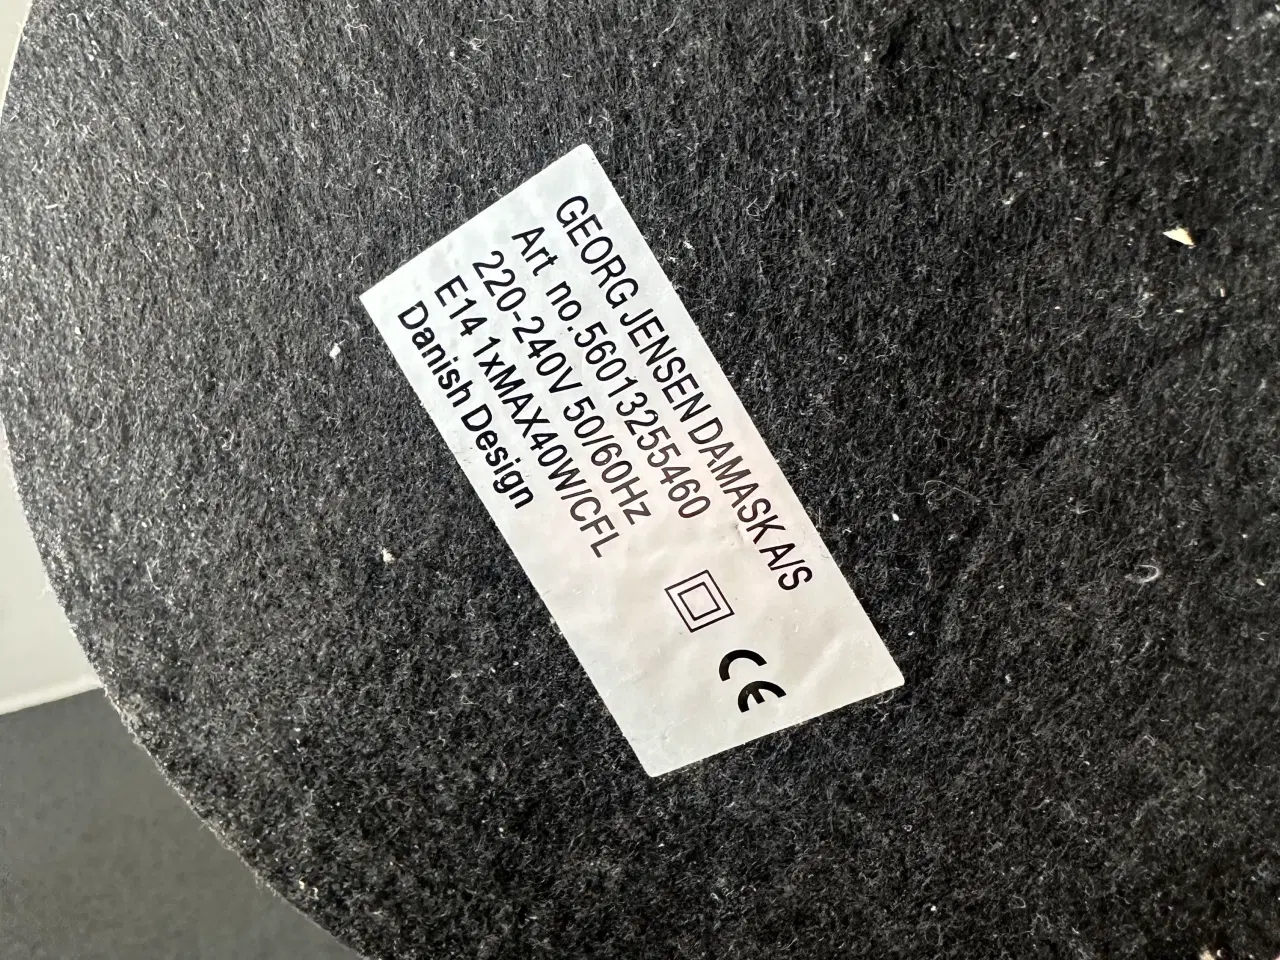 GEORG JENSEN DAMASK A/S
Art no.5601325546​0
220-240V 50/60Hz
E14 1xMAX40W/CFL
Danish Design
CE